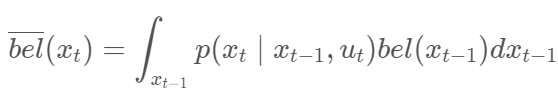 $\overline{bel}(x_t) = \int_{x_{t-1}} p(x_t \mid x_{t-1}, u_t) bel(x_{t-1}) dx_{t-1}$